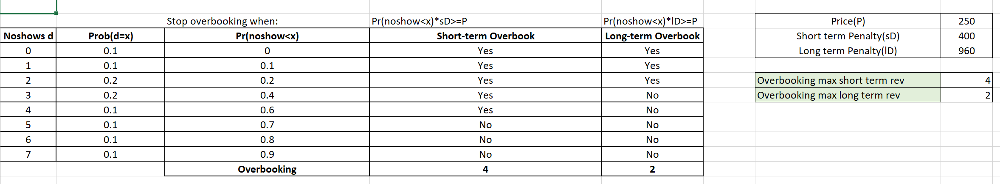 Stop overbooking when: Pr(noshow<x)*sD>=P Pr(noshow<x)*lD>=P Price(P) 250
Noshows d Prob(d=x) Pr(noshow<x) Short-term Overbook Long-term Overbook Short term Penalty(sD) 400
0 0.1 0 Yes Yes Long term Penalty(lD) 960
1 0.1 0.1 Yes Yes
2 0.2 0.2 Yes Yes Overbooking max short term rev 4
3 0.2 0.4 Yes No Overbooking max long term rev 2
4 0.1 0.6 Yes No
5 0.1 0.7 No No
6 0.1 0.8 No No
7 0.1 0.9 No No
Overbooking 4 2